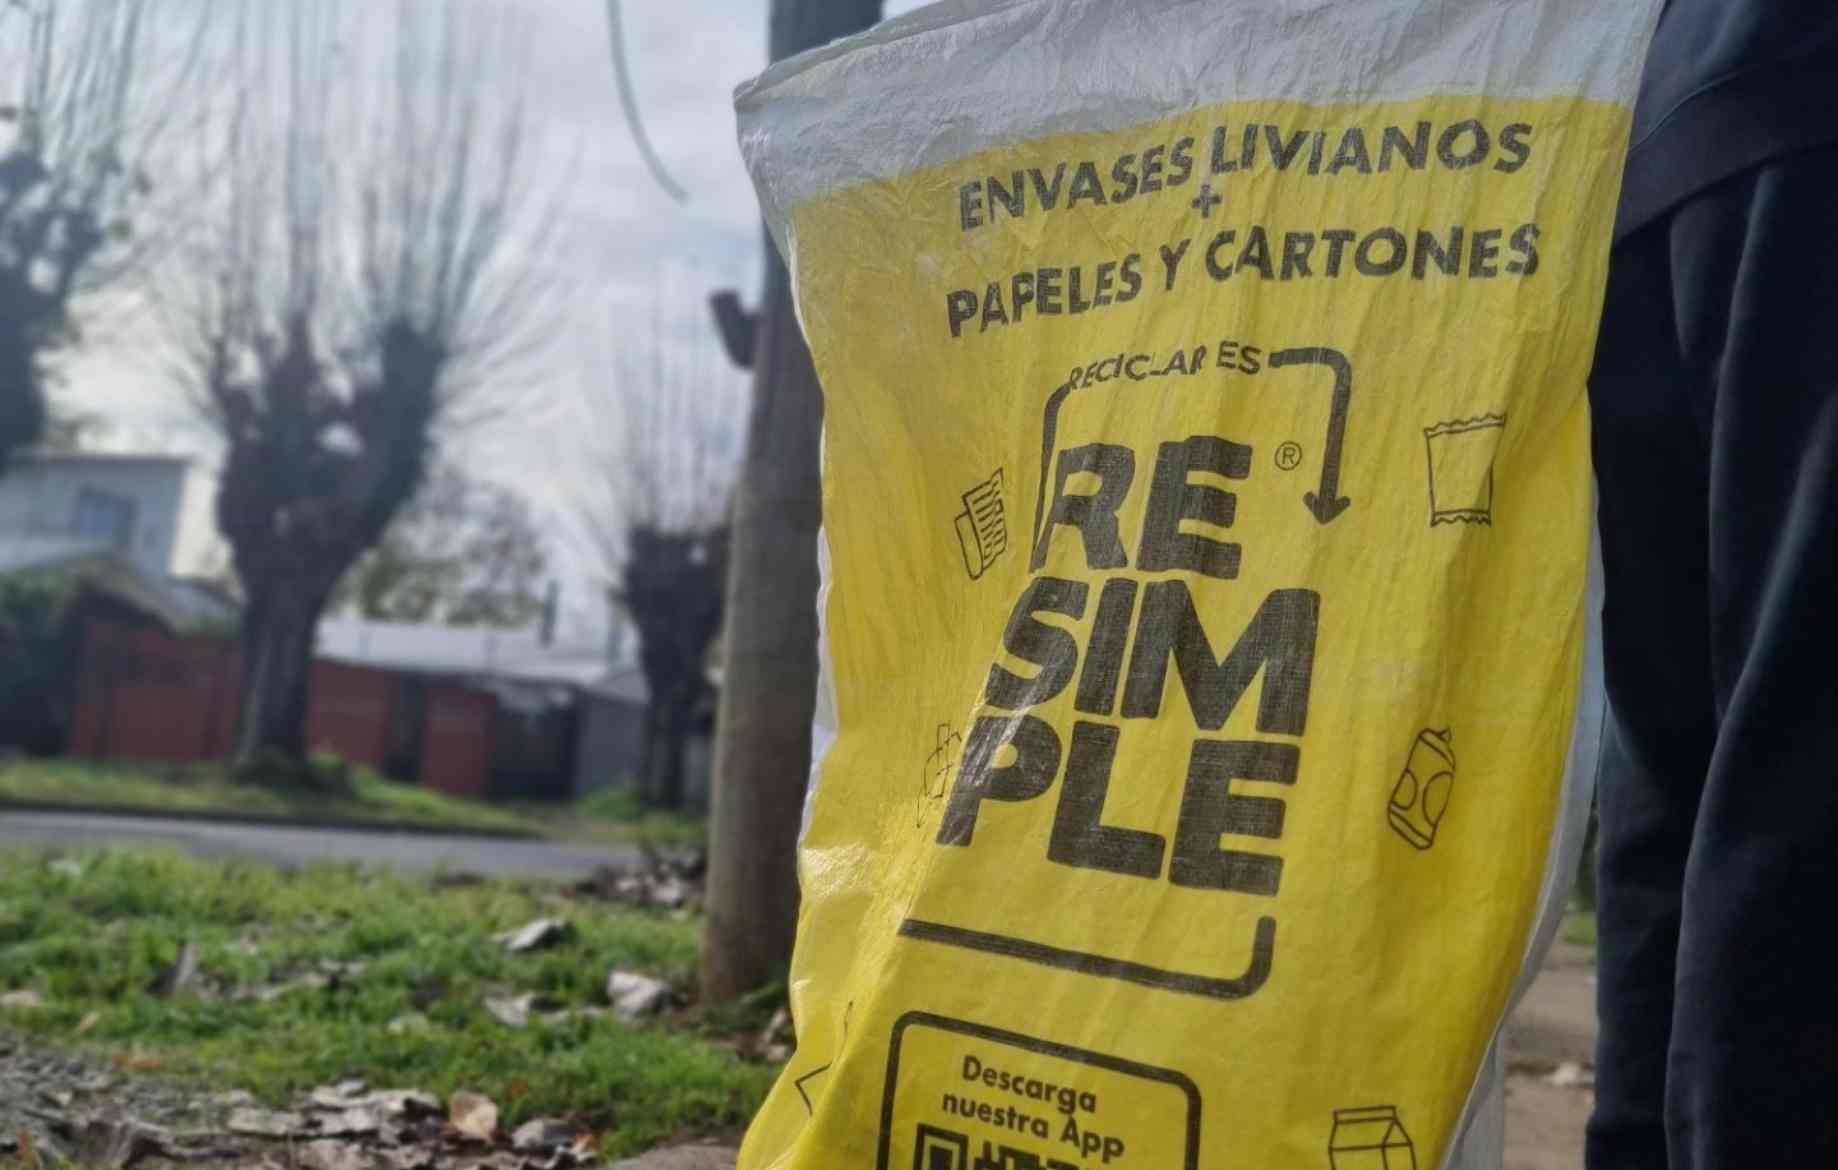 ENVASES LIVIANOS
+
PAPELES Y CARTONES
RECICLAR ES
RE ®
SIM
PLE
Descarga
nuestra App